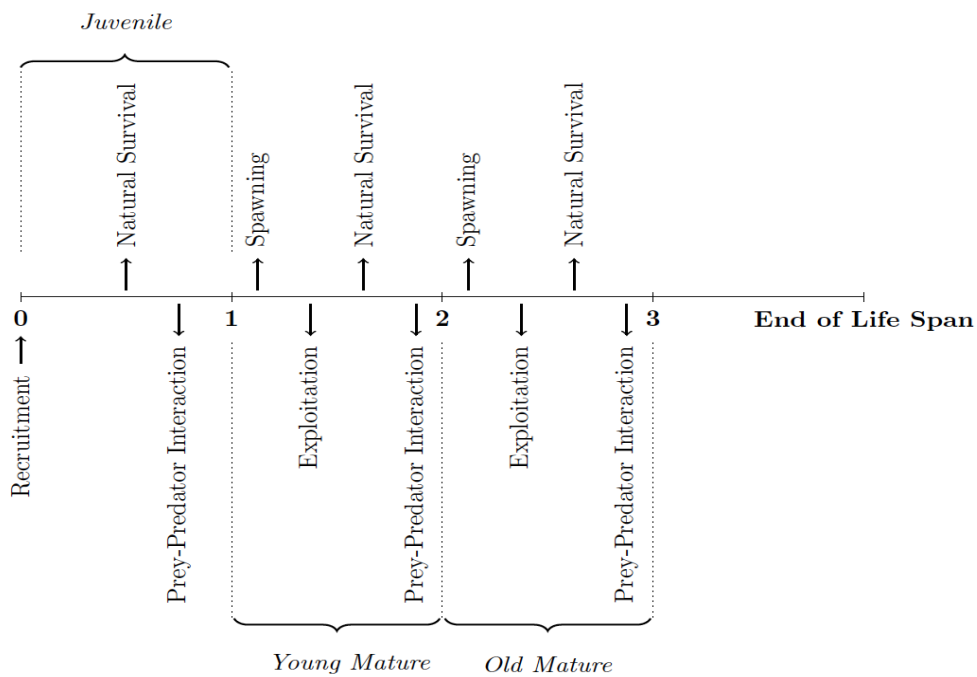 Juvenile
Natural Survival
Spawning
Natural Survival
Spawning
Natural Survival
0
1
2
3
End of Life Span
Recruitment
Prey-Predator Interaction
Exploitation
Prey-Predator Interaction
Exploitation
Prey-Predator Interaction
Young Mature
Old Mature